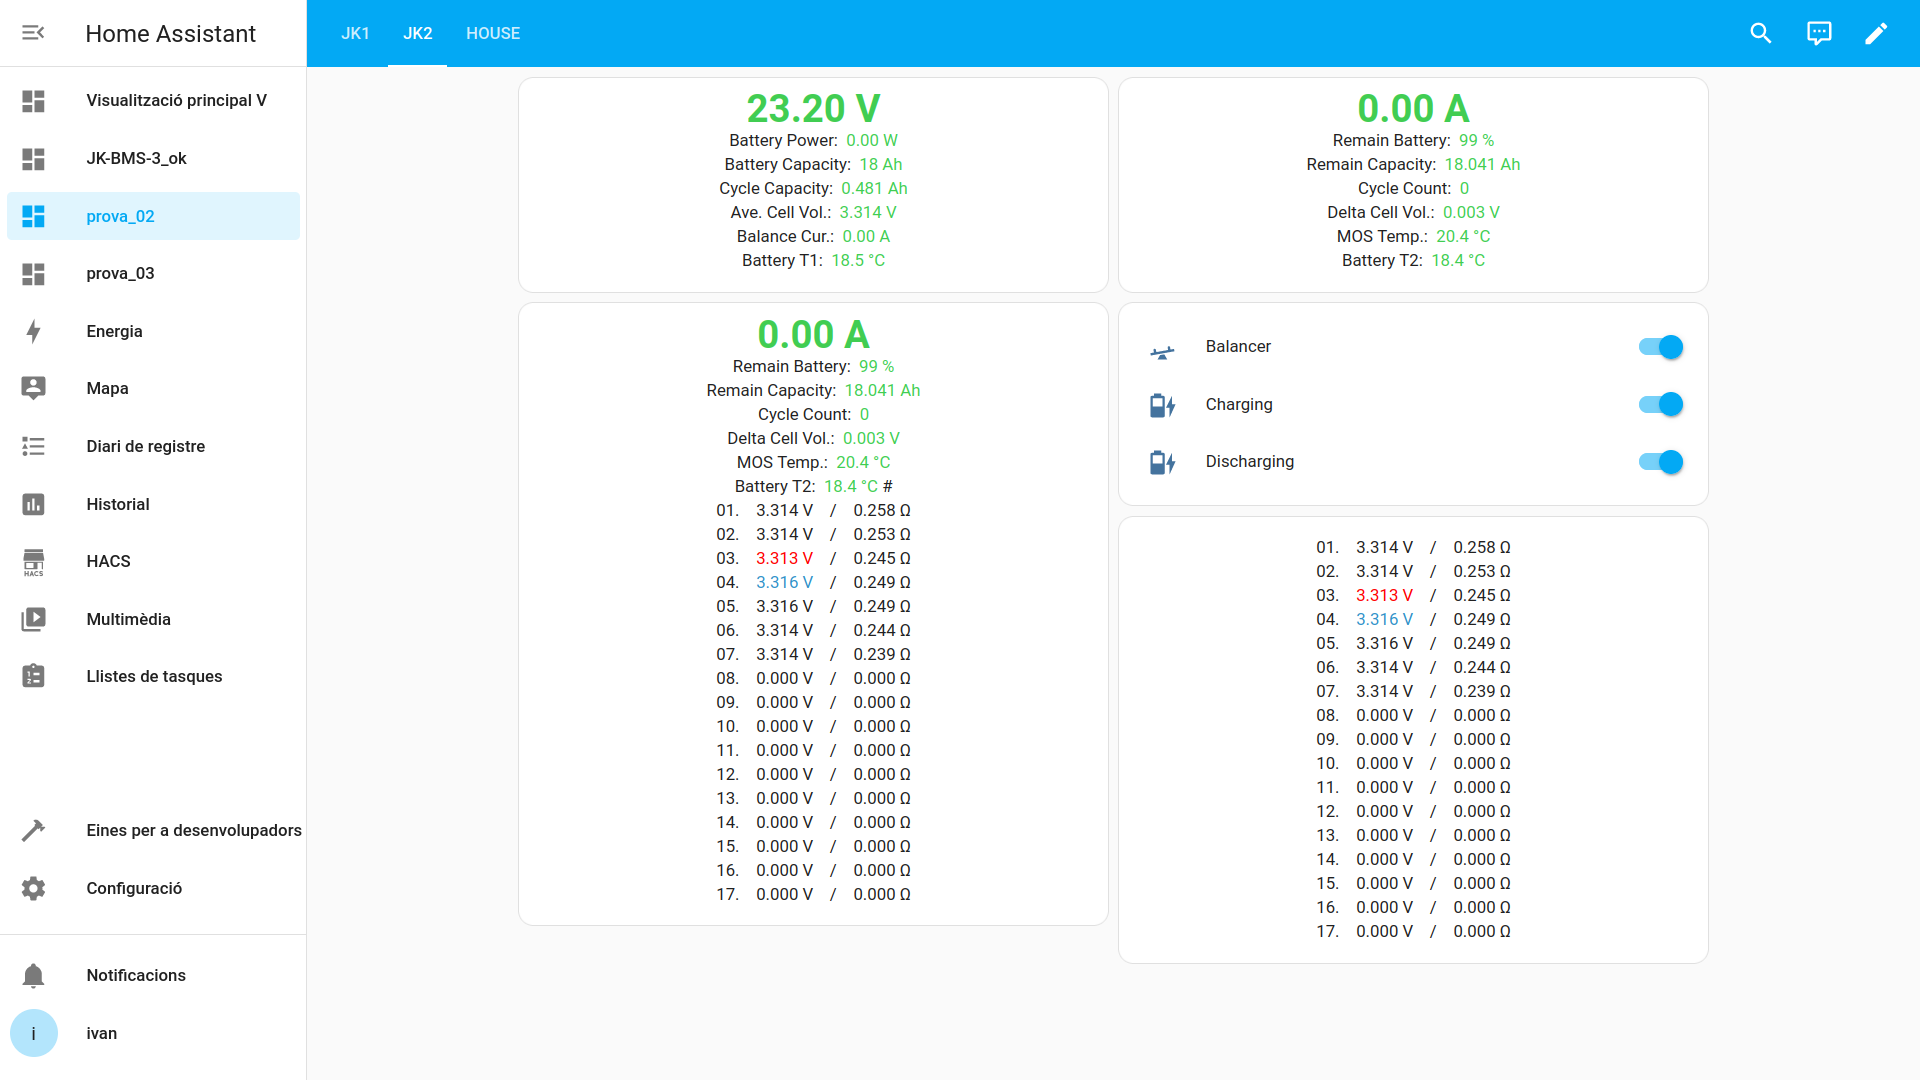 Home Assistant
Visualització principal V
JK-BMS-3_ok
prova_02
prova_03
Energia
Mapa
Diari de registre
Historial
HACS
HACS
Multimèdia
Llistes de tasques
Eines per a desenvolupadors
Configuració
Notificacions
i
ivan
JK1
JK2
HOUSE
23.20 V
Battery Power: 0.00 W
Battery Capacity: 18 Ah
Cycle Capacity: 0.481 Ah
Ave. Cell Vol.: 3.314 V
Balance Cur.: 0.00 A
Battery T1: 18.5 °C
0.00 A
Remain Battery: 99 %
Remain Capacity: 18.041 Ah
Cycle Count: 0
Delta Cell Vol.: 0.003 V
MOS Temp.: 20.4 °C
Battery T2: 18.4 °C
0.00 A
Remain Battery: 99 %
Remain Capacity: 18.041 Ah
Cycle Count: 0
Delta Cell Vol.: 0.003 V
MOS Temp.: 20.4 °C
Battery T2: 18.4 °C #
01. 3.314 V / 0.258 Ω
02. 3.314 V / 0.253 Ω
03. 3.313 V / 0.245 Ω
04. 3.316 V / 0.249 Ω
05. 3.316 V / 0.249 Ω
06. 3.314 V / 0.244 Ω
07. 3.314 V / 0.239 Ω
08. 0.000 V / 0.000 Ω
09. 0.000 V / 0.000 Ω
10. 0.000 V / 0.000 Ω
11. 0.000 V / 0.000 Ω
12. 0.000 V / 0.000 Ω
13. 0.000 V / 0.000 Ω
14. 0.000 V / 0.000 Ω
15. 0.000 V / 0.000 Ω
16. 0.000 V / 0.000 Ω
17. 0.000 V / 0.000 Ω
Balancer
Charging
Discharging
01. 3.314 V / 0.258 Ω
02. 3.314 V / 0.253 Ω
03. 3.313 V / 0.245 Ω
04. 3.316 V / 0.249 Ω
05. 3.316 V / 0.249 Ω
06. 3.314 V / 0.244 Ω
07. 3.314 V / 0.239 Ω
08. 0.000 V / 0.000 Ω
09. 0.000 V / 0.000 Ω
10. 0.000 V / 0.000 Ω
11. 0.000 V / 0.000 Ω
12. 0.000 V / 0.000 Ω
13. 0.000 V / 0.000 Ω
14. 0.000 V / 0.000 Ω
15. 0.000 V / 0.000 Ω
16. 0.000 V / 0.000 Ω
17. 0.000 V / 0.000 Ω